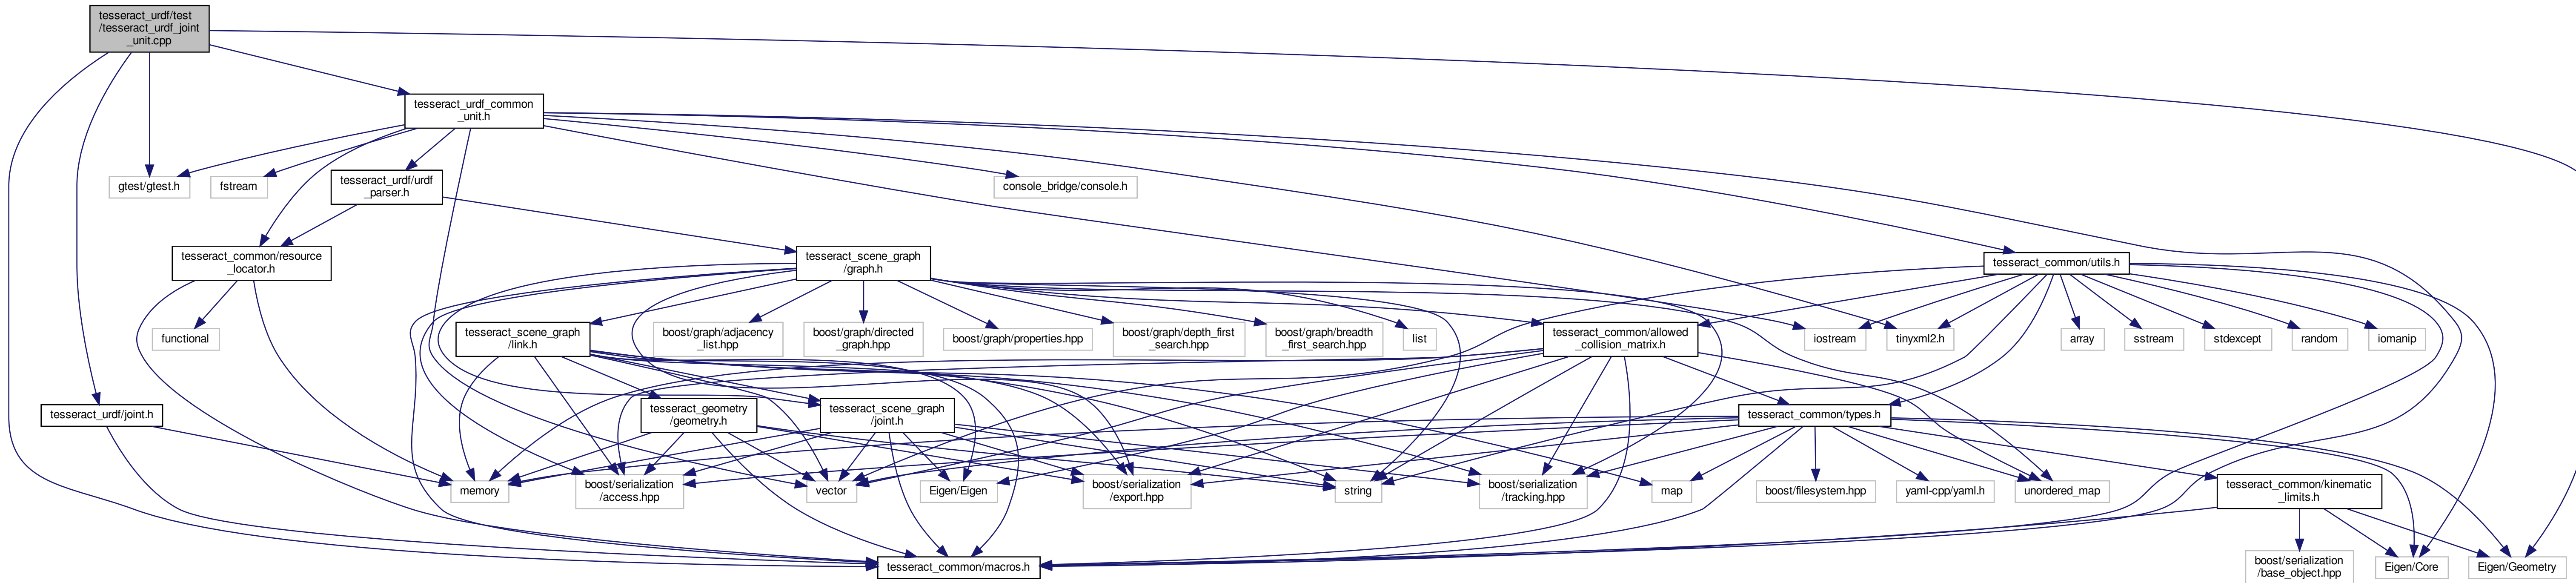 tesseract_urdf/test
/tesseract_urdf_joint
_unit.cpp
tesseract_urdf_common
_unit.h
gtest/gtest.h
fstream
tesseract_urdf/urdf
_parser.h
console_bridge/console.h
tesseract_common/resource
_locator.h
tesseract_scene_graph
/graph.h
tesseract_common/utils.h
functional
tesseract_scene_graph
/link.h
boost/graph/adjacency
_list.hpp
boost/graph/directed
_graph.hpp
boost/graph/properties.hpp
boost/graph/depth_first
_search.hpp
boost/graph/breadth
_first_search.hpp
list
tesseract_common/allowed
_collision_matrix.h
iostream
tinyxml2.h
array
sstream
stdexcept
random
iomanip
tesseract_urdf/joint.h
tesseract_geometry
/geometry.h
tesseract_scene_graph
/joint.h
tesseract_common/types.h
memory
boost/serialization
/access.hpp
vector
Eigen/Eigen
boost/serialization
/export.hpp
string
boost/serialization
/tracking.hpp
map
boost/filesystem.hpp
yaml-cpp/yaml.h
unordered_map
tesseract_common/kinematic
_limits.h
tesseract_common/macros.h
boost/serialization
/base_object.hpp
Eigen/Core
Eigen/Geometry